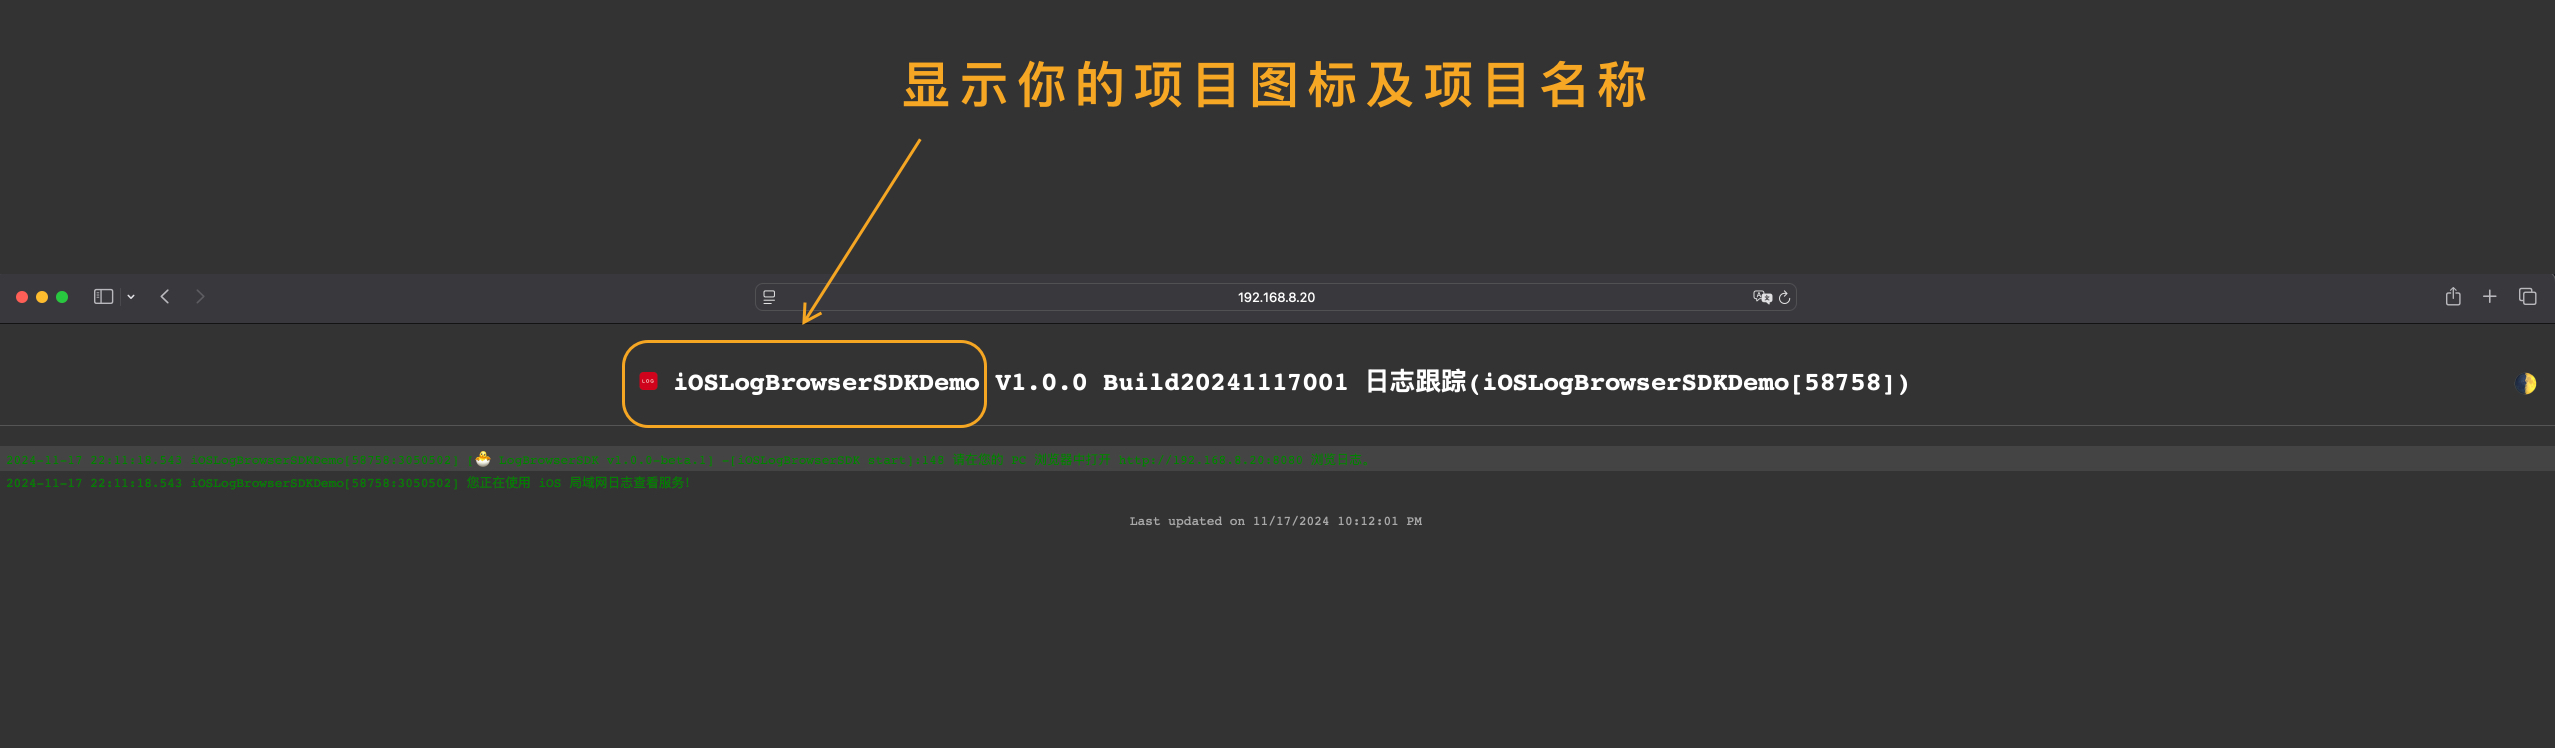 显示你的项目图标及项目名称
192.168.8.20
LOG iOSLogBrowserSDKDemo V1.0.0 Build20241117001 日志跟踪(iOSLogBrowserSDKDemo[58758])
2024-11-17 22:11:18.543 iOSLogBrowserSDKDemo[58758:3050502] [🐣 LogBrowserSDK v1.0.0-beta.1] -[iOSLogBrowserSDK start]:148 请在您的 PC 浏览器中打开 http://192.168.8.20:8080 浏览日志。
2024-11-17 22:11:18.543 iOSLogBrowserSDKDemo[58758:3050502] 您正在使用 iOS 局域网日志查看服务!
Last updated on 11/17/2024 10:12:01 PM